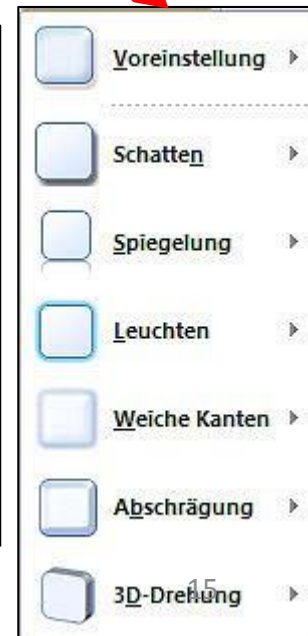 Voreinstellung
Schatten
Spiegelung
Leuchten
Weiche Kanten
Abschrägung
3D-Drehung
15